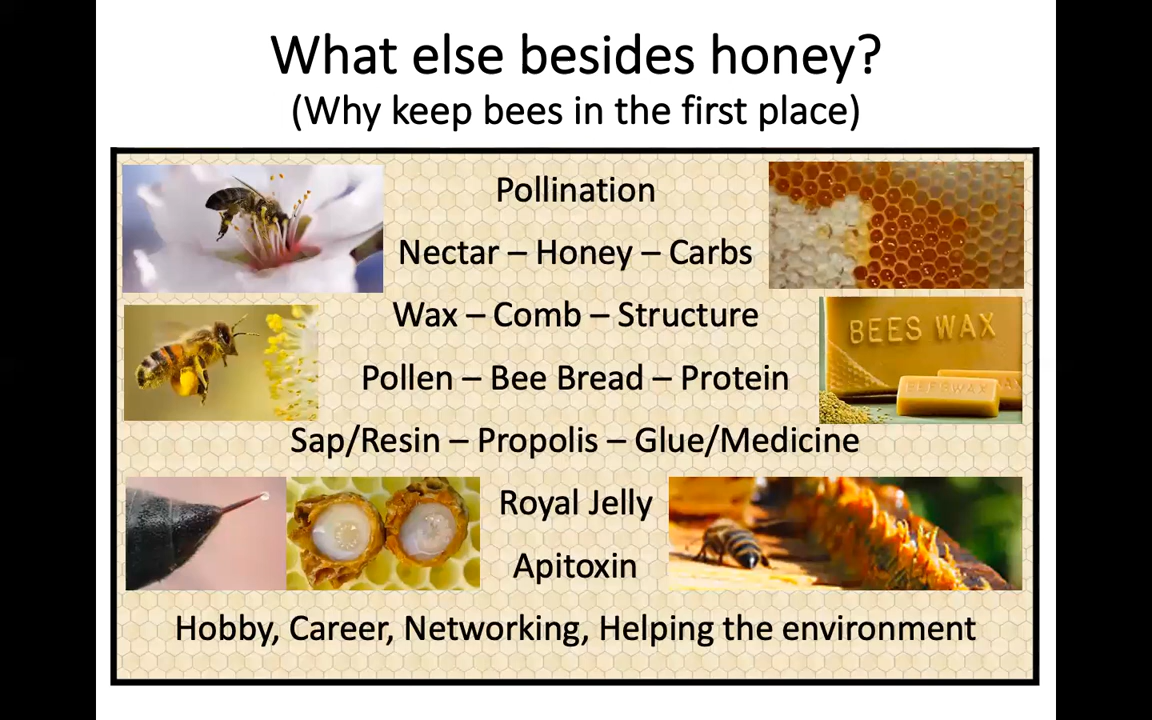 What else besides honey?
(Why keep bees in the first place)
Pollination
Nectar – Honey – Carbs
Wax – Comb – Structure
BEES WAX
BEESWAX
Pollen – Bee Bread – Protein
Sap/Resin – Propolis – Glue/Medicine
Royal Jelly
Apitoxin
Hobby, Career, Networking, Helping the environment